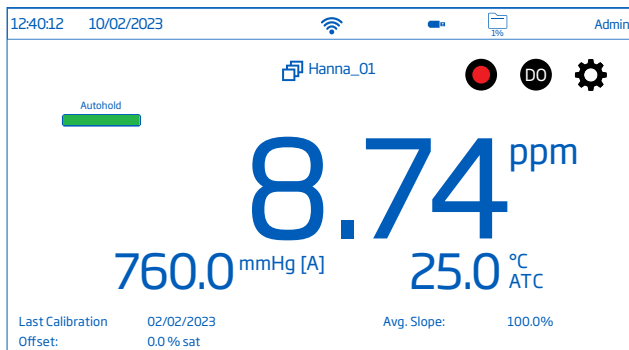 12:40:12 10/02/2023 1% Admin
Hanna_01
DO
Autohold
8.74 ppm
760.0 mmHg [A] 25.0 °C ATC
Last Calibration 02/02/2023 Avg. Slope: 100.0%
Offset: 0.0 % sat